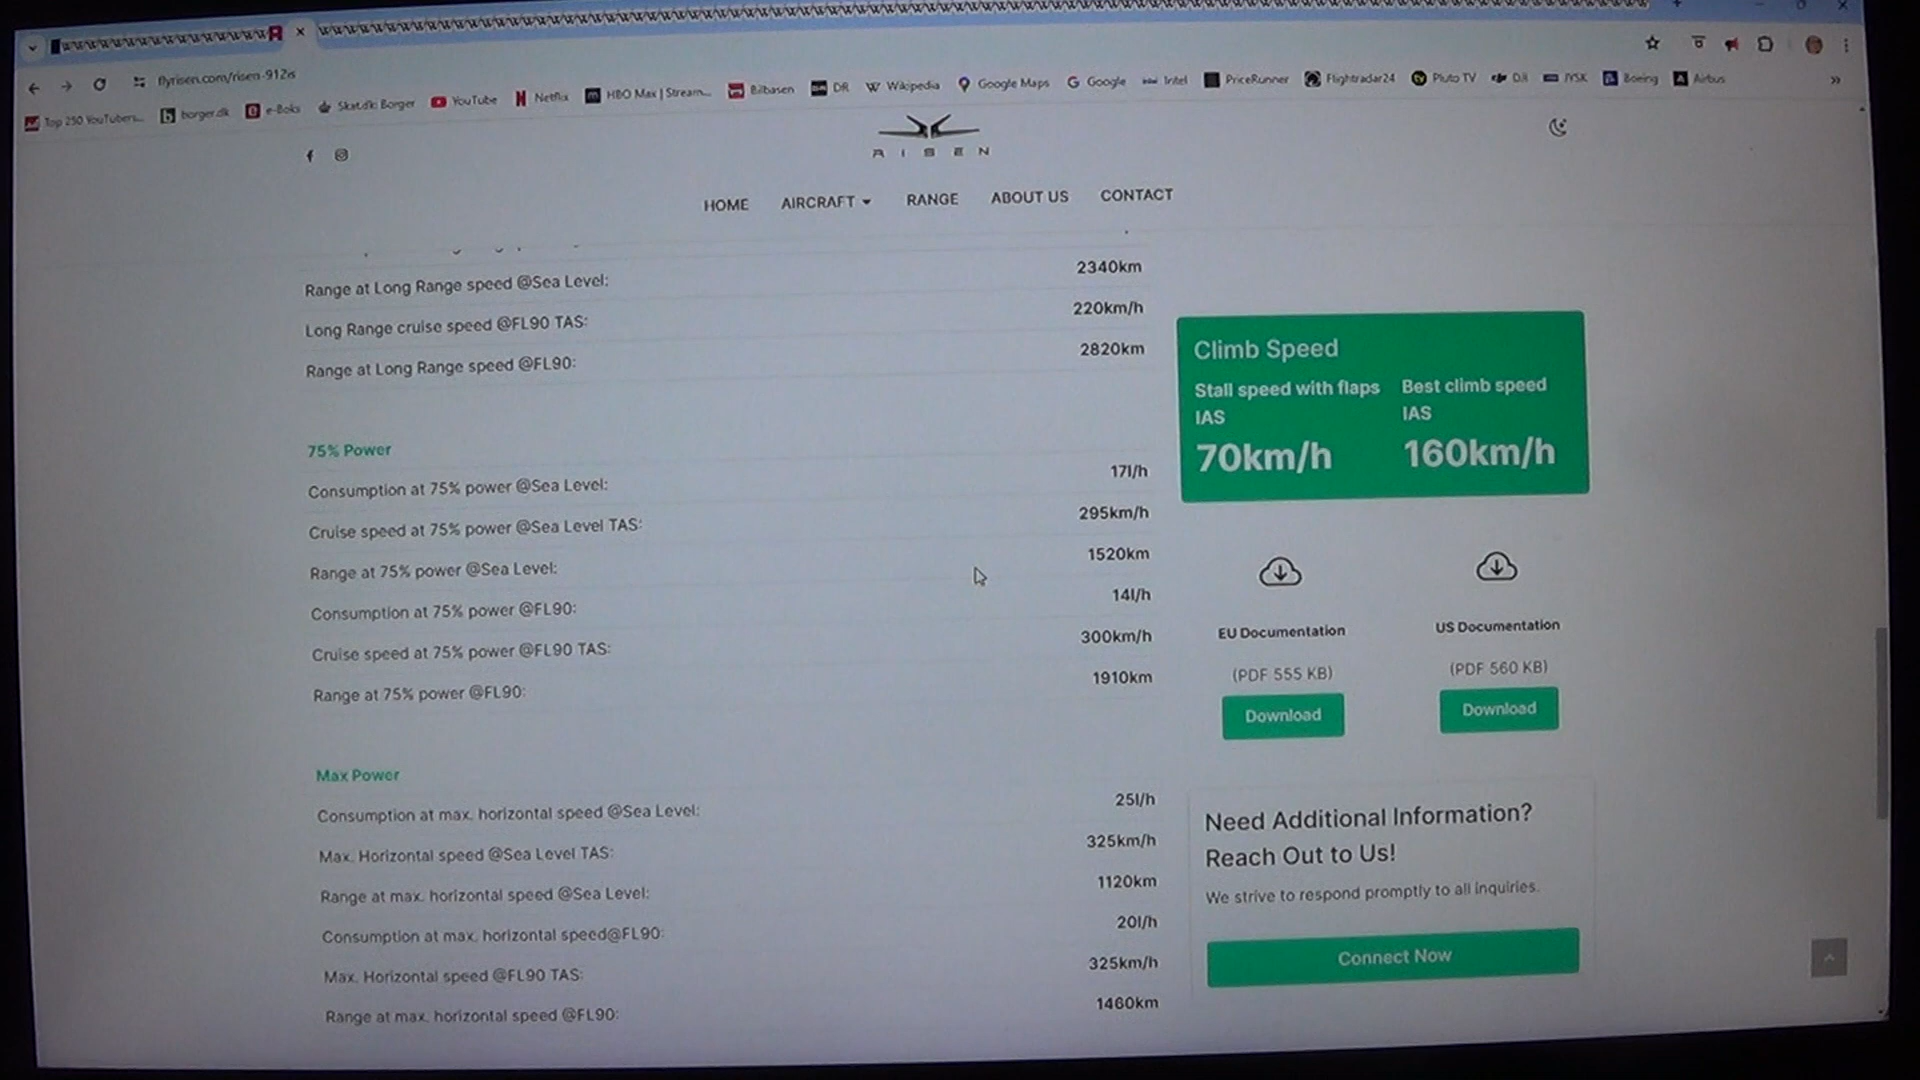 flyrisen.com/risen-912is
Top 250 YouTubers... borger.dk e-Boks Skat.dk: Borger YouTube Netflix HBO Max | Stream... Bilbasen DR Wikipedia Google Maps Google Intel PriceRunner Flightradar24 Pluto TV DJI JYSK Boeing Airbus
RISEN
HOME AIRCRAFT RANGE ABOUT US CONTACT
Range at Long Range speed @Sea Level: 2340km
Long Range cruise speed @FL90 TAS: 220km/h
Range at Long Range speed @FL90: 2820km
75% Power
Consumption at 75% power @Sea Level: 17l/h
Cruise speed at 75% power @Sea Level TAS: 295km/h
Range at 75% power @Sea Level: 1520km
Consumption at 75% power @FL90: 14l/h
Cruise speed at 75% power @FL90 TAS: 300km/h
Range at 75% power @FL90: 1910km
Max Power
Consumption at max. horizontal speed @Sea Level: 25l/h
Max. Horizontal speed @Sea Level TAS: 325km/h
Range at max. horizontal speed @Sea Level: 1120km
Consumption at max. horizontal speed@FL90: 20l/h
Max. Horizontal speed @FL90 TAS: 325km/h
Range at max. horizontal speed @FL90: 1460km
Climb Speed
Stall speed with flaps IAS
70km/h
Best climb speed IAS
160km/h
EU Documentation
(PDF 555 KB)
Download
US Documentation
(PDF 560 KB)
Download
Need Additional Information?
Reach Out to Us!
We strive to respond promptly to all inquiries.
Connect Now